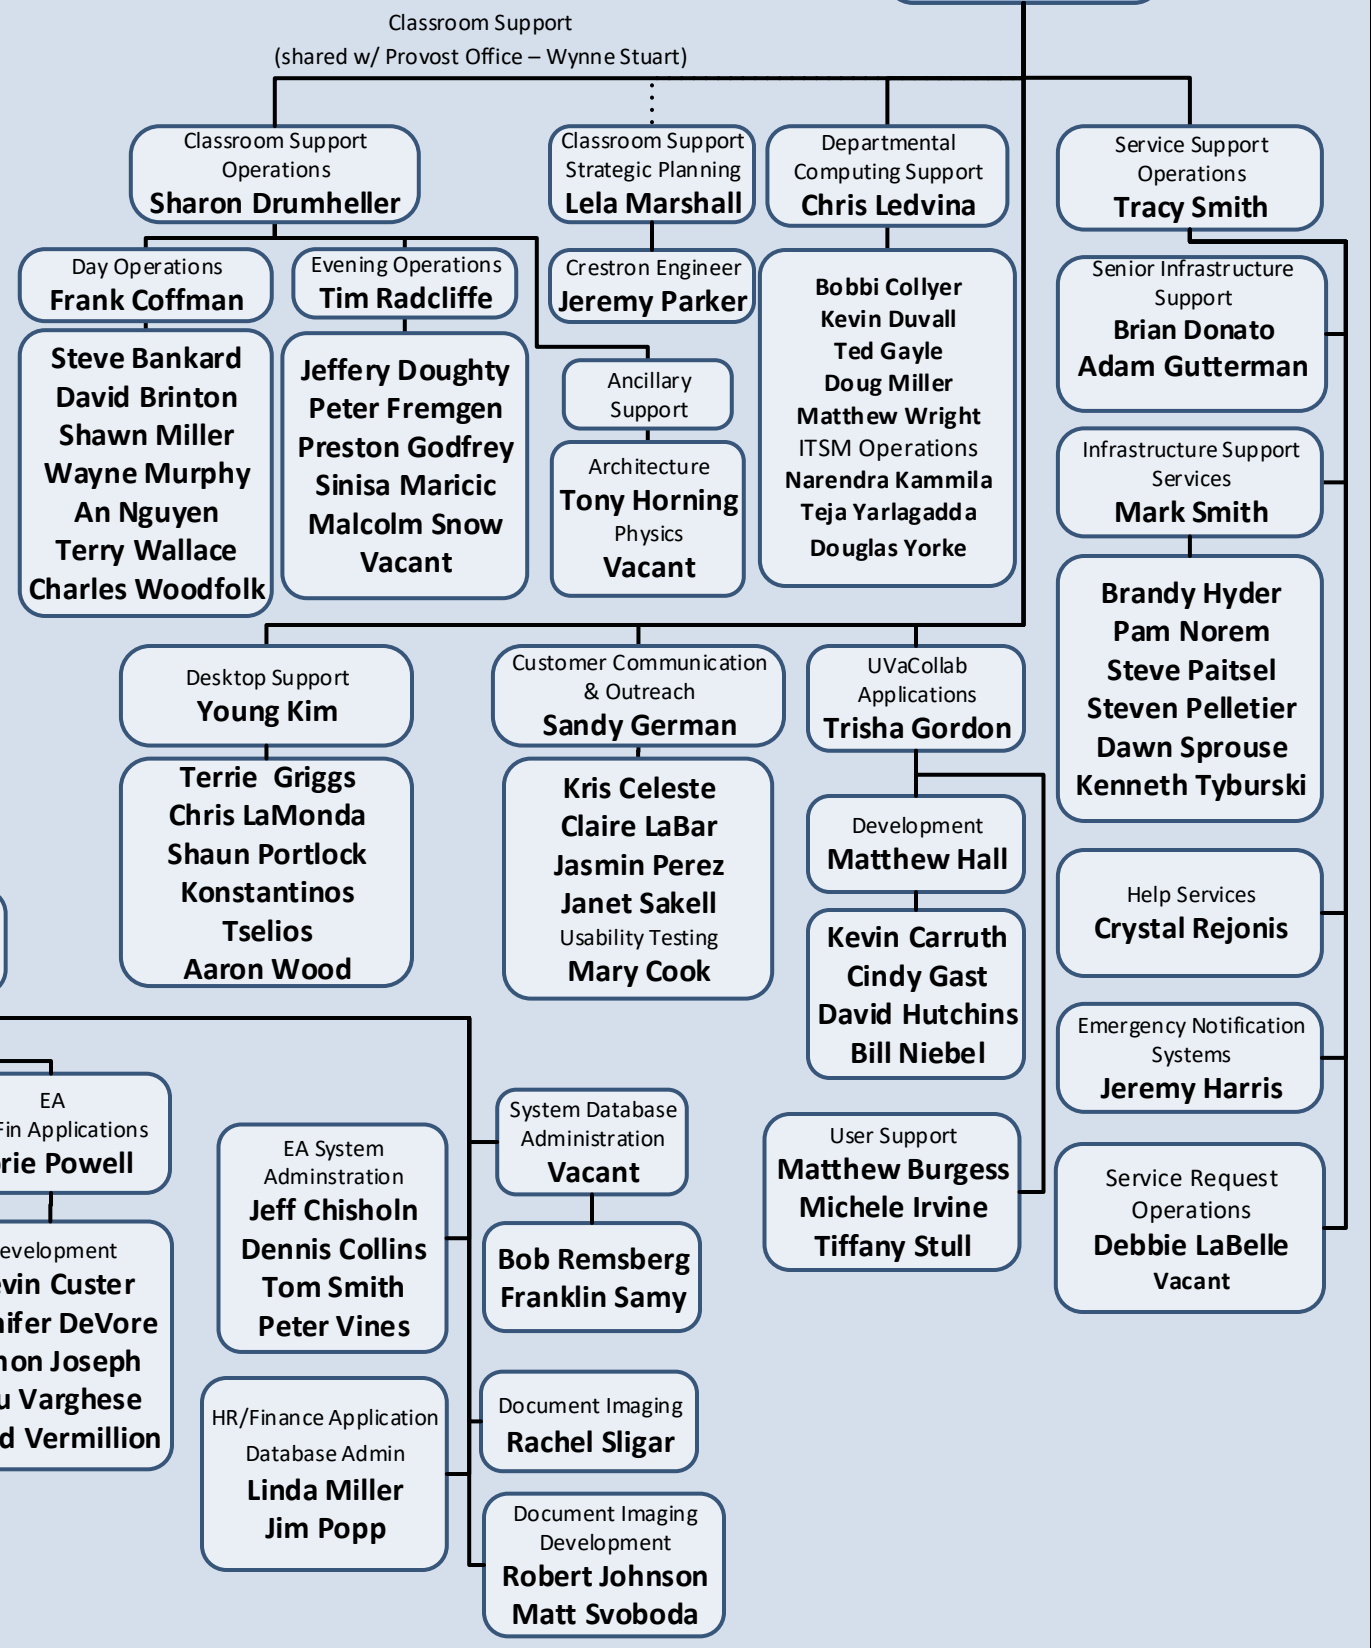 Classroom Support
(shared w/ Provost Office – Wynne Stuart)
Classroom Support
Operations
Sharon Drumheller
Classroom Support
Strategic Planning
Lela Marshall
Departmental
Computing Support
Chris Ledvina
Service Support
Operations
Tracy Smith
Day Operations
Frank Coffman
Evening Operations
Tim Radcliffe
Crestron Engineer
Jeremy Parker
Steve Bankard
David Brinton
Shawn Miller
Wayne Murphy
An Nguyen
Terry Wallace
Charles Woodfolk
Jeffery Doughty
Peter Fremgen
Preston Godfrey
Sinisa Maricic
Malcolm Snow
Vacant
Ancillary
Support
Architecture
Tony Horning
Physics
Vacant
Bobbi Collyer
Kevin Duvall
Ted Gayle
Doug Miller
Matthew Wright
ITSM Operations
Narendra Kammila
Teja Yarlagadda
Douglas Yorke
Senior Infrastructure
Support
Brian Donato
Adam Gutterman
Infrastructure Support
Services
Mark Smith
Brandy Hyder
Pam Norem
Steve Paitsel
Steven Pelletier
Dawn Sprouse
Kenneth Tyburski
Help Services
Crystal Rejonis
Emergency Notification
Systems
Jeremy Harris
Service Request
Operations
Debbie LaBelle
Vacant
Desktop Support
Young Kim
Terrie Griggs
Chris LaMonda
Shaun Portlock
Konstantinos
Tselios
Aaron Wood
Customer Communication
& Outreach
Sandy German
Kris Celeste
Claire LaBar
Jasmin Perez
Janet Sakell
Usability Testing
Mary Cook
UVaCollab
Applications
Trisha Gordon
Development
Matthew Hall
Kevin Carruth
Cindy Gast
David Hutchins
Bill Niebel
User Support
Matthew Burgess
Michele Irvine
Tiffany Stull
EA
Fin Applications
Powell
Custer
DeVore
Joseph
Varghese
Vermillion
EA System
Adminstration
Jeff Chisholn
Dennis Collins
Tom Smith
Peter Vines
HR/Finance Application
Database Admin
Linda Miller
Jim Popp
System Database
Administration
Vacant
Bob Remsberg
Franklin Samy
Document Imaging
Rachel Sligar
Document Imaging
Development
Robert Johnson
Matt Svoboda